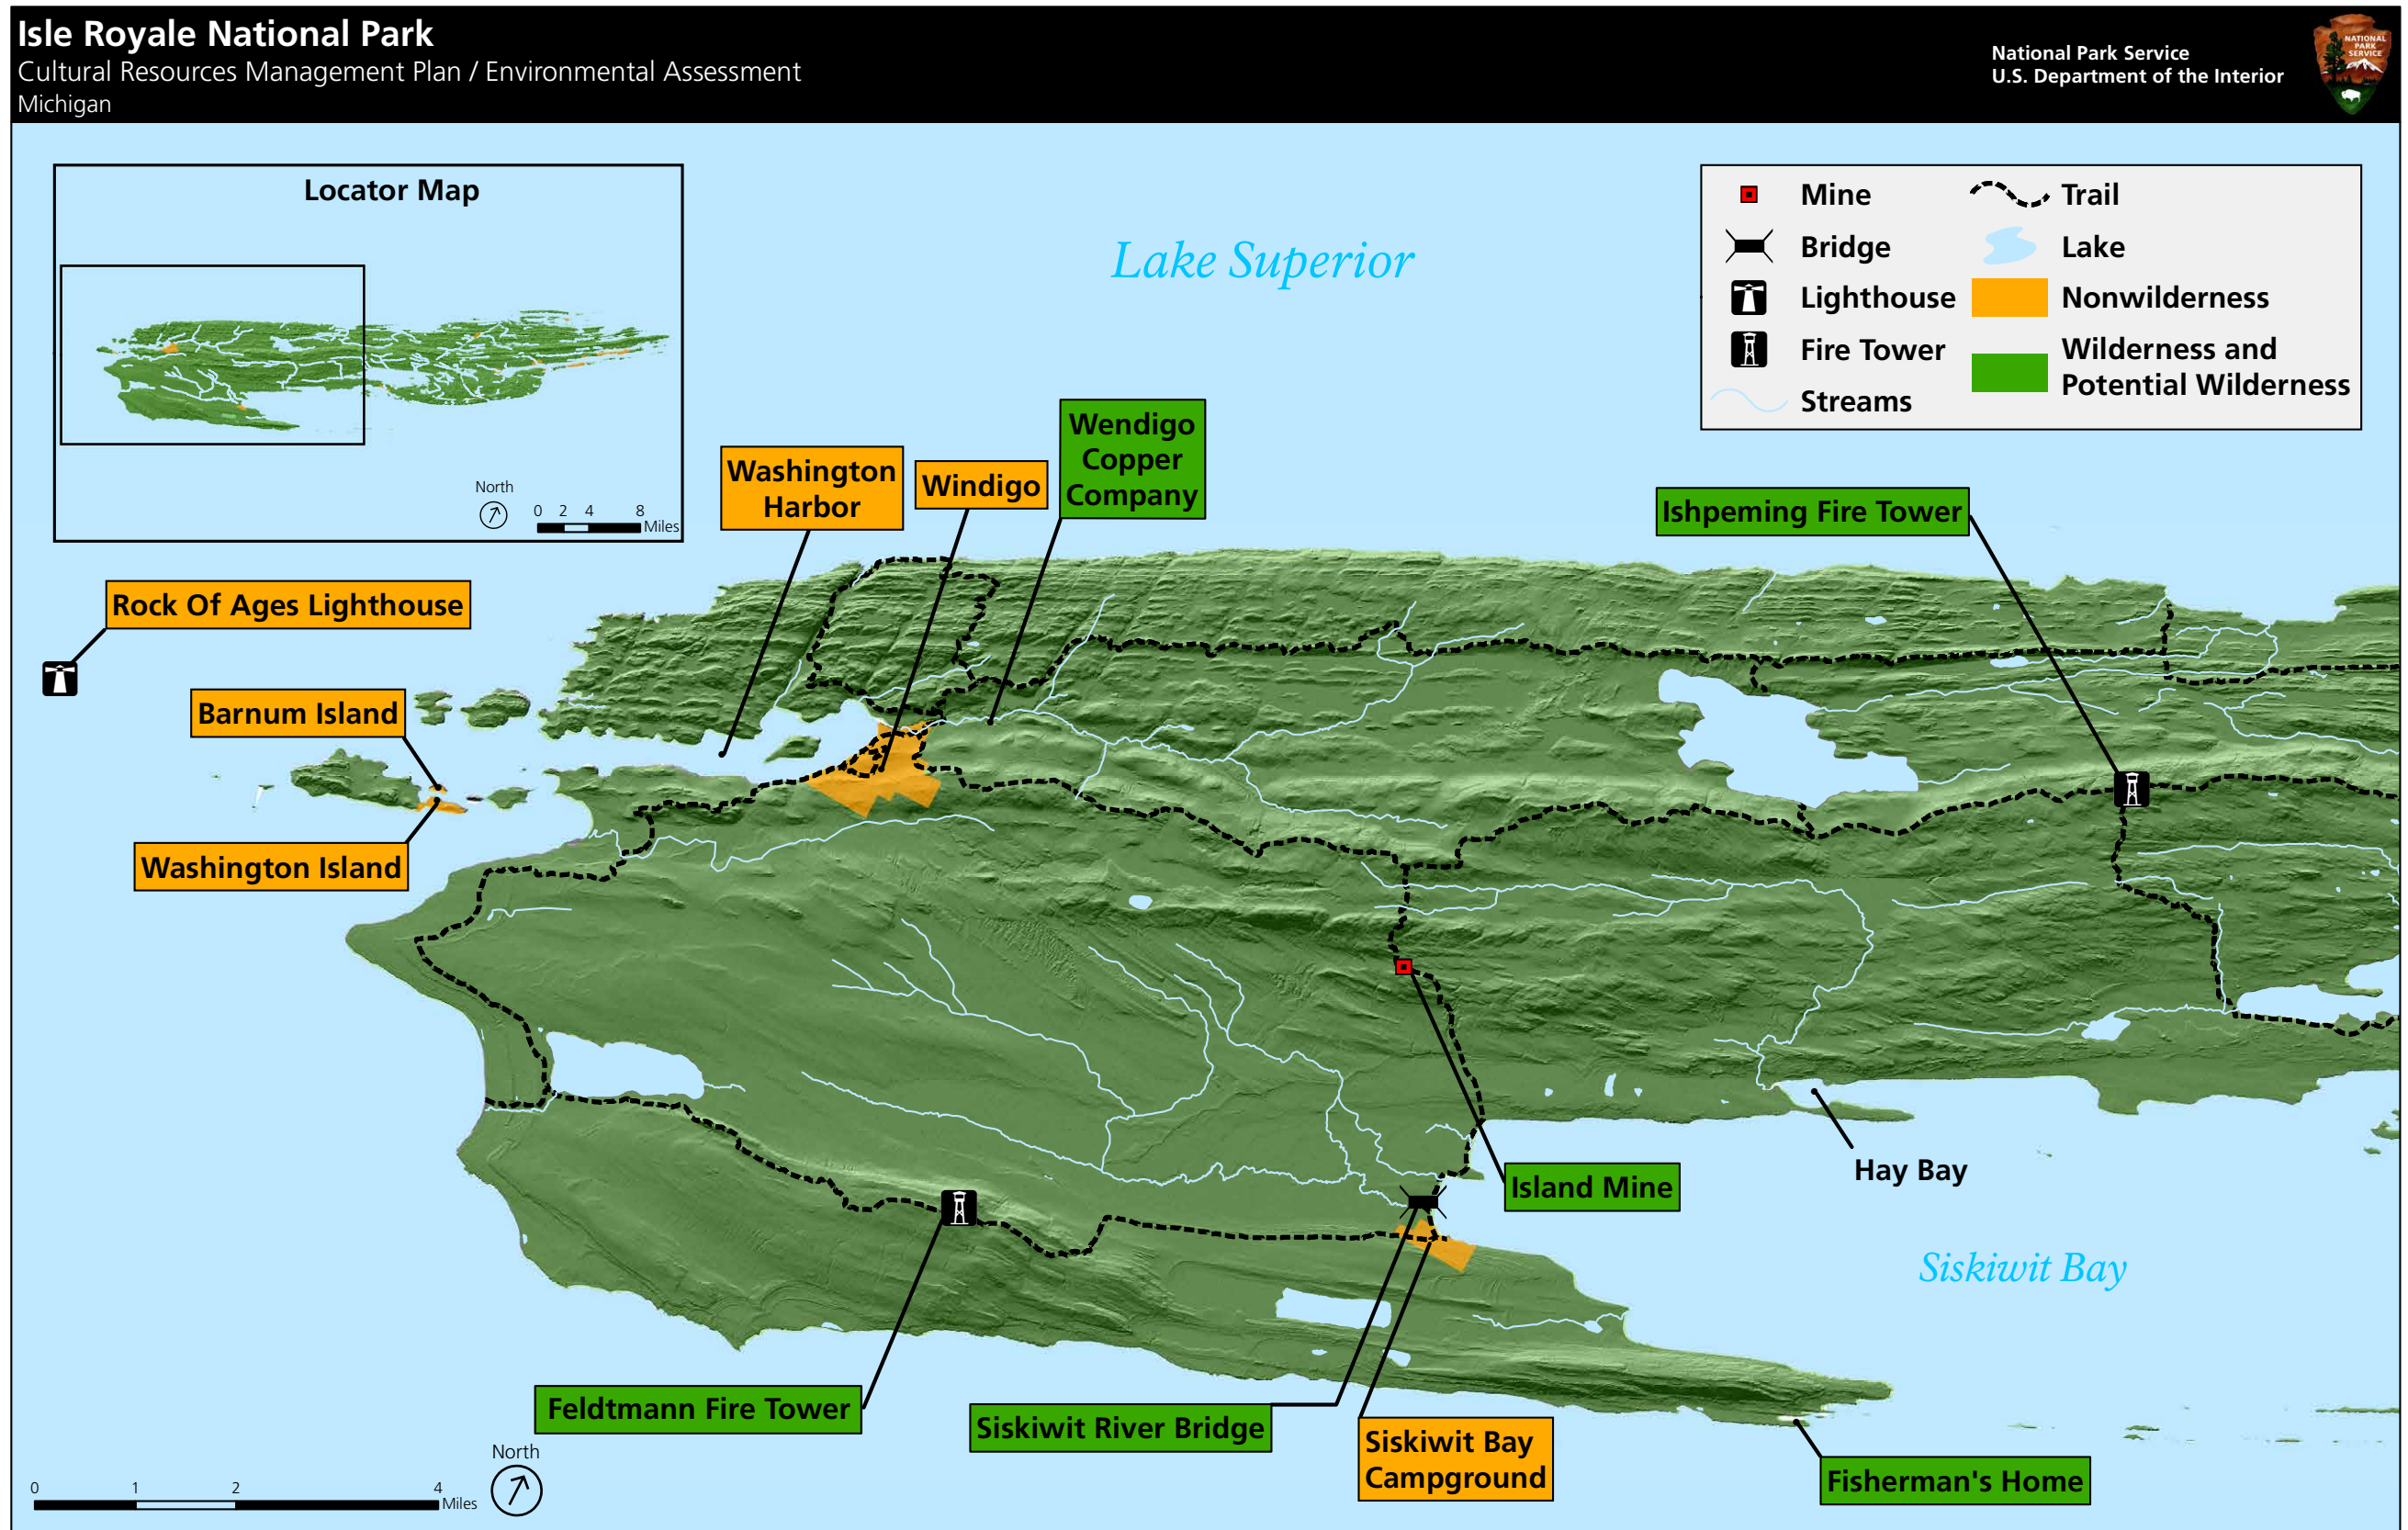 Isle Royale National Park
Cultural Resources Management Plan / Environmental Assessment
Michigan
National Park Service
U.S. Department of the Interior
NATIONAL
PARK
SERVICE
Locator Map
North
0 2 4 8
Miles
Lake Superior
Mine
Bridge
Lighthouse
Fire Tower
Streams
Trail
Lake
Nonwilderness
Wilderness and
Potential Wilderness
Wendigo
Copper
Company
Washington
Harbor
Windigo
Ishpeming Fire Tower
Rock Of Ages Lighthouse
Barnum Island
Washington Island
Hay Bay
Island Mine
Siskiwit Bay
Feldtmann Fire Tower
Siskiwit River Bridge
Siskiwit Bay
Campground
Fisherman's Home
North
0 1 2 4
Miles